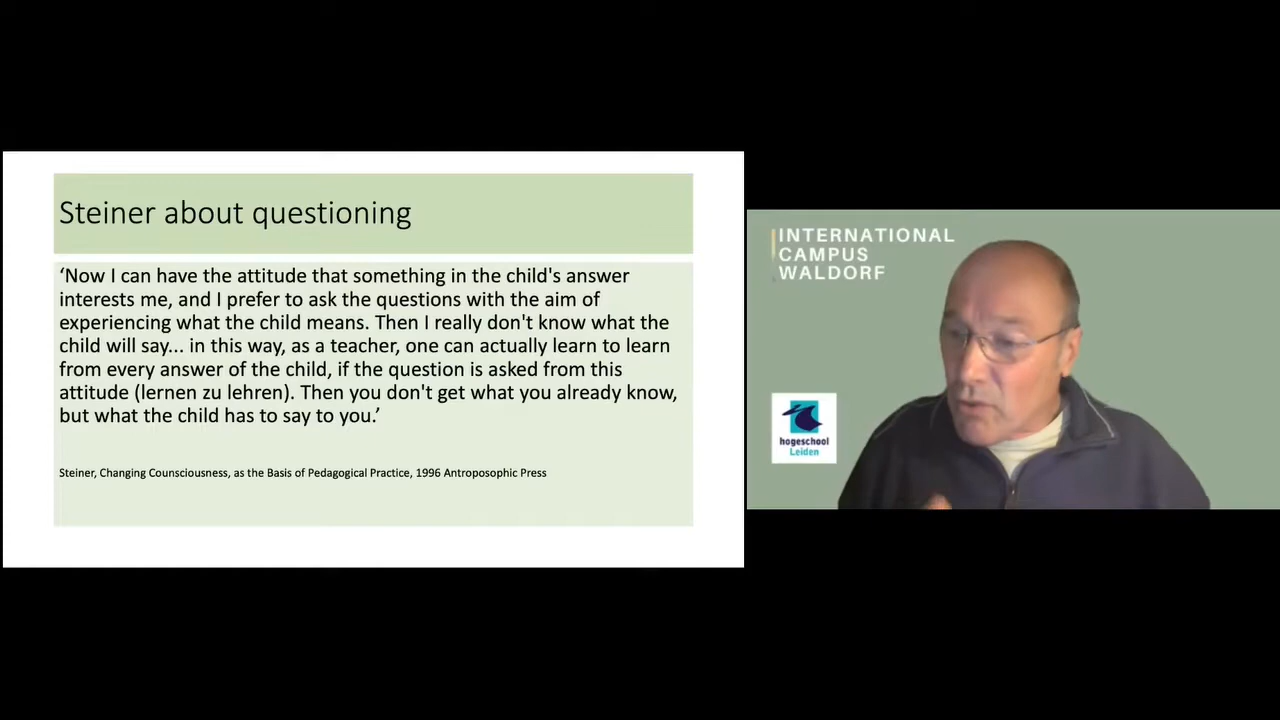 Steiner about questioning
‘Now I can have the attitude that something in the child's answer
interests me, and I prefer to ask the questions with the aim of
experiencing what the child means. Then I really don't know what the
child will say... in this way, as a teacher, one can actually learn to learn
from every answer of the child, if the question is asked from this
attitude (lernen zu lehren). Then you don't get what you already know,
but what the child has to say to you.’
Steiner, Changing Counsciousness, as the Basis of Pedagogical Practice, 1996 Antroposophic Press
INTERNATIONAL
CAMPUS
WALDORF
hogeschool
Leiden